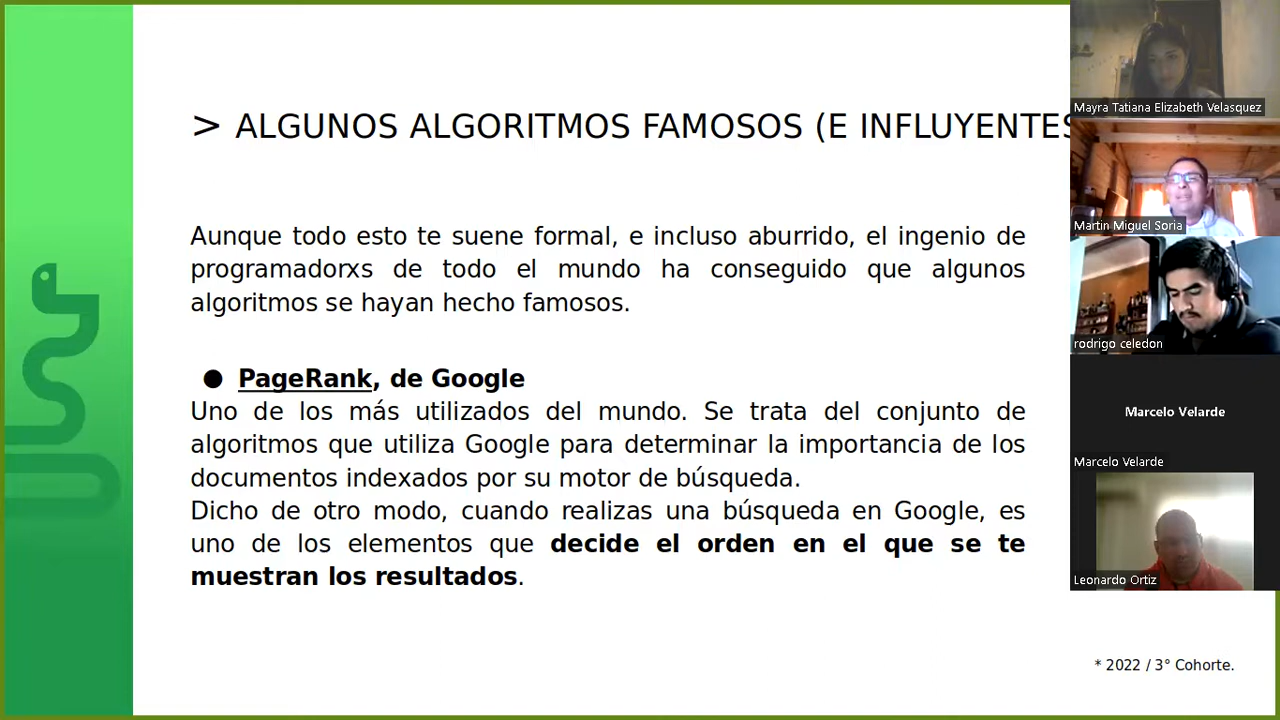 > ALGUNOS ALGORITMOS FAMOSOS (E INFLUYENTES
Aunque todo esto te suene formal, e incluso aburrido, el ingenio de
programadorxs de todo el mundo ha conseguido que algunos
algoritmos se hayan hecho famosos.
● PageRank, de Google
Uno de los más utilizados del mundo. Se trata del conjunto de
algoritmos que utiliza Google para determinar la importancia de los
documentos indexados por su motor de búsqueda.
Dicho de otro modo, cuando realizas una búsqueda en Google, es
uno de los elementos que decide el orden en el que se te
muestran los resultados.
* 2022 / 3° Cohorte.
Mayra Tatiana Elizabeth Velasquez
Martin Miguel Soria
rodrigo celedon
Marcelo Velarde
Marcelo Velarde
Leonardo Ortiz